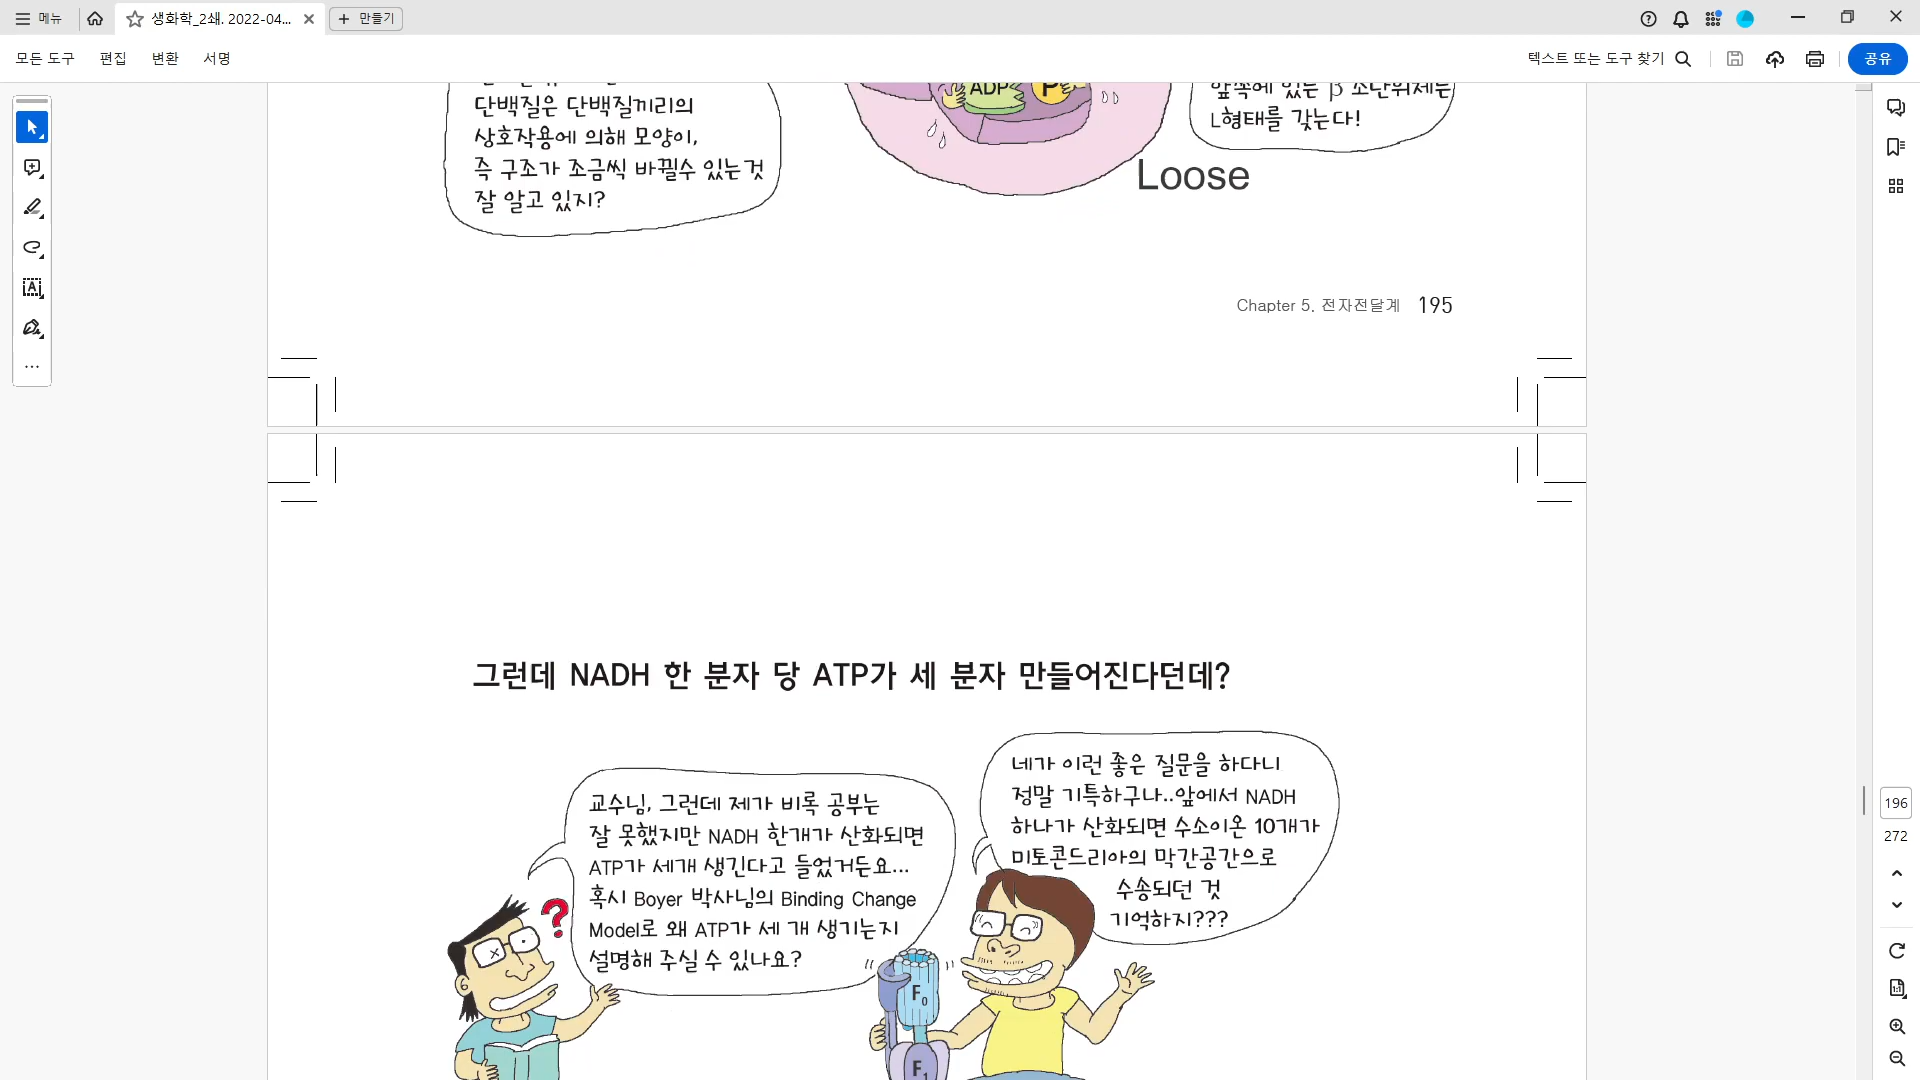 메뉴
생화학_2쇄. 2022-04...
만들기
모든 도구
편집
변환
서명
텍스트 또는 도구 찾기
공유
단백질은 단백질끼리의
상호작용에 의해 모양이,
즉 구조가 조금씩 바뀔수 있는것
잘 알고 있지?
ADP
P
앞쪽에 있는 β 소단위체는
L형태를 갖는다!
Loose
Chapter 5. 전자전달계 195
그런데 NADH 한 분자 당 ATP가 세 분자 만들어진다던데?
교수님, 그런데 제가 비록 공부는
잘 못했지만 NADH 한개가 산화되면
ATP가 세개 생긴다고 들었거든요...
혹시 Boyer 박사님의 Binding Change
Model로 왜 ATP가 세 개 생기는지
설명해 주실 수 있나요?
?
네가 이런 좋은 질문을 하다니
정말 기특하구나..앞에서 NADH
하나가 산화되면 수소이온 10개가
미토콘드리아의 막간공간으로
수송되던 것
기억하지???
F0
F1
196
272